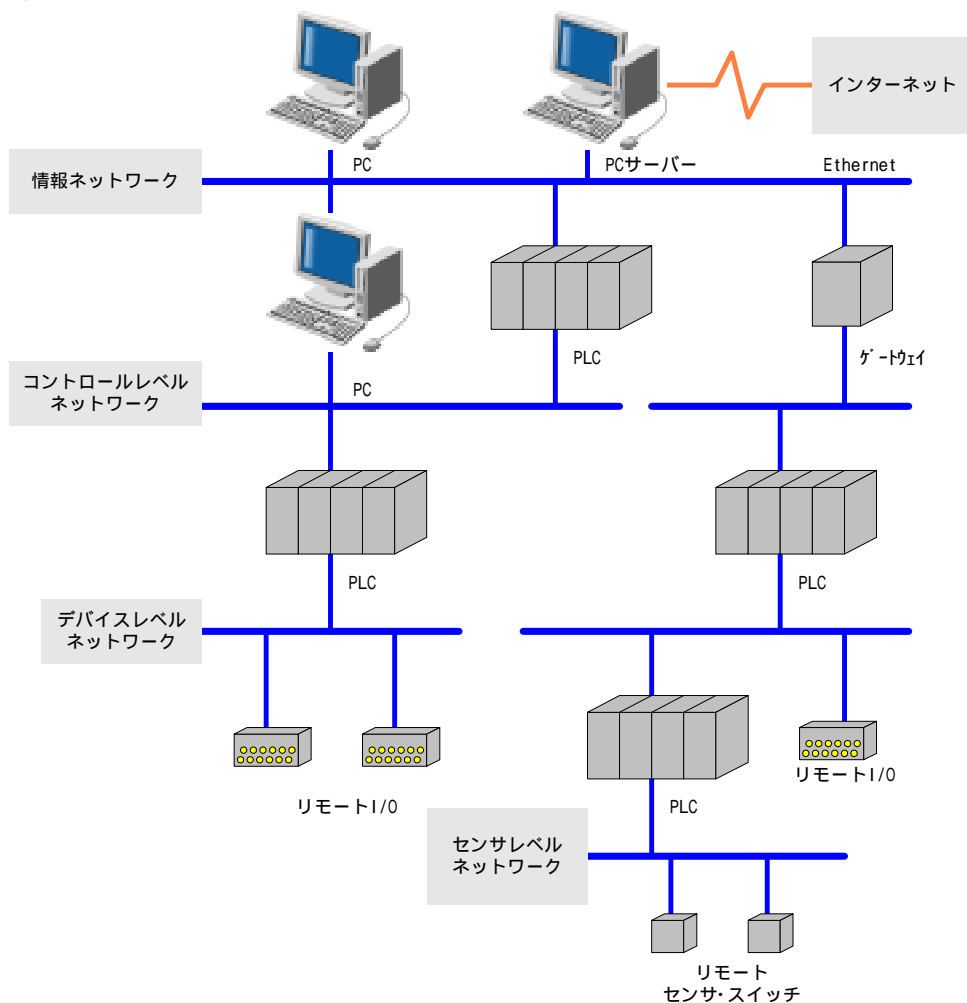 インターネット
PC
PCサーバー
Ethernet
情報ネットワーク
PLC
ｹﾞｰﾄｳｪｲ
コントロールレベル
ネットワーク
PC
PLC
PLC
デバイスレベル
ネットワーク
リモートI/O
リモートI/O
PLC
センサレベル
ネットワーク
リモート
センサ･スイッチ